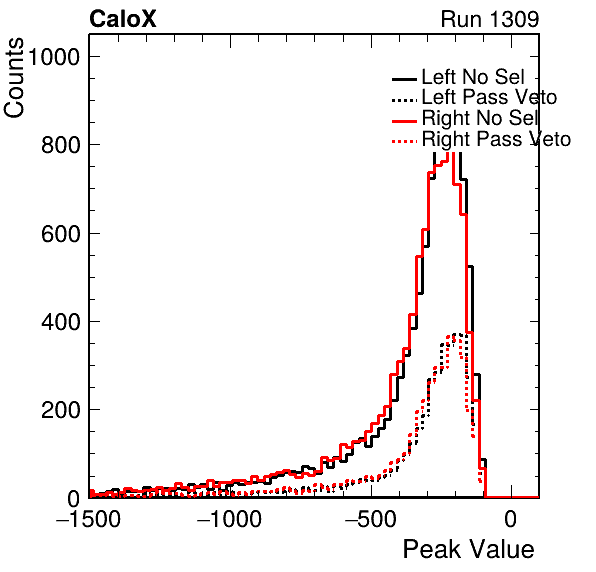 CaloX Run 1309
Counts
1000
800
600
400
200
0
Left No Sel
Left Pass Veto
Right No Sel
Right Pass Veto
−1500 −1000 −500 0
Peak Value